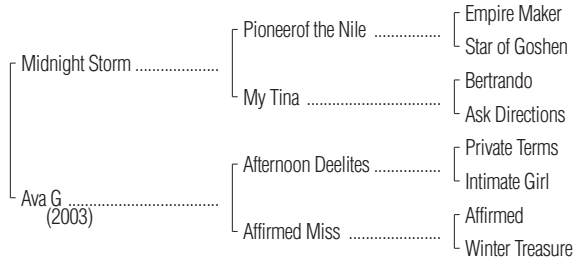 Empire Maker
Pioneerof the Nile ................
Star of Goshen
Midnight Storm ....................
Bertrando
My Tina ................................
Ask Directions
Private Terms
Afternoon Deelites ................
Intimate Girl
Ava G ....................................
(2003)
Affirmed
Affirmed Miss ......................
Winter Treasure